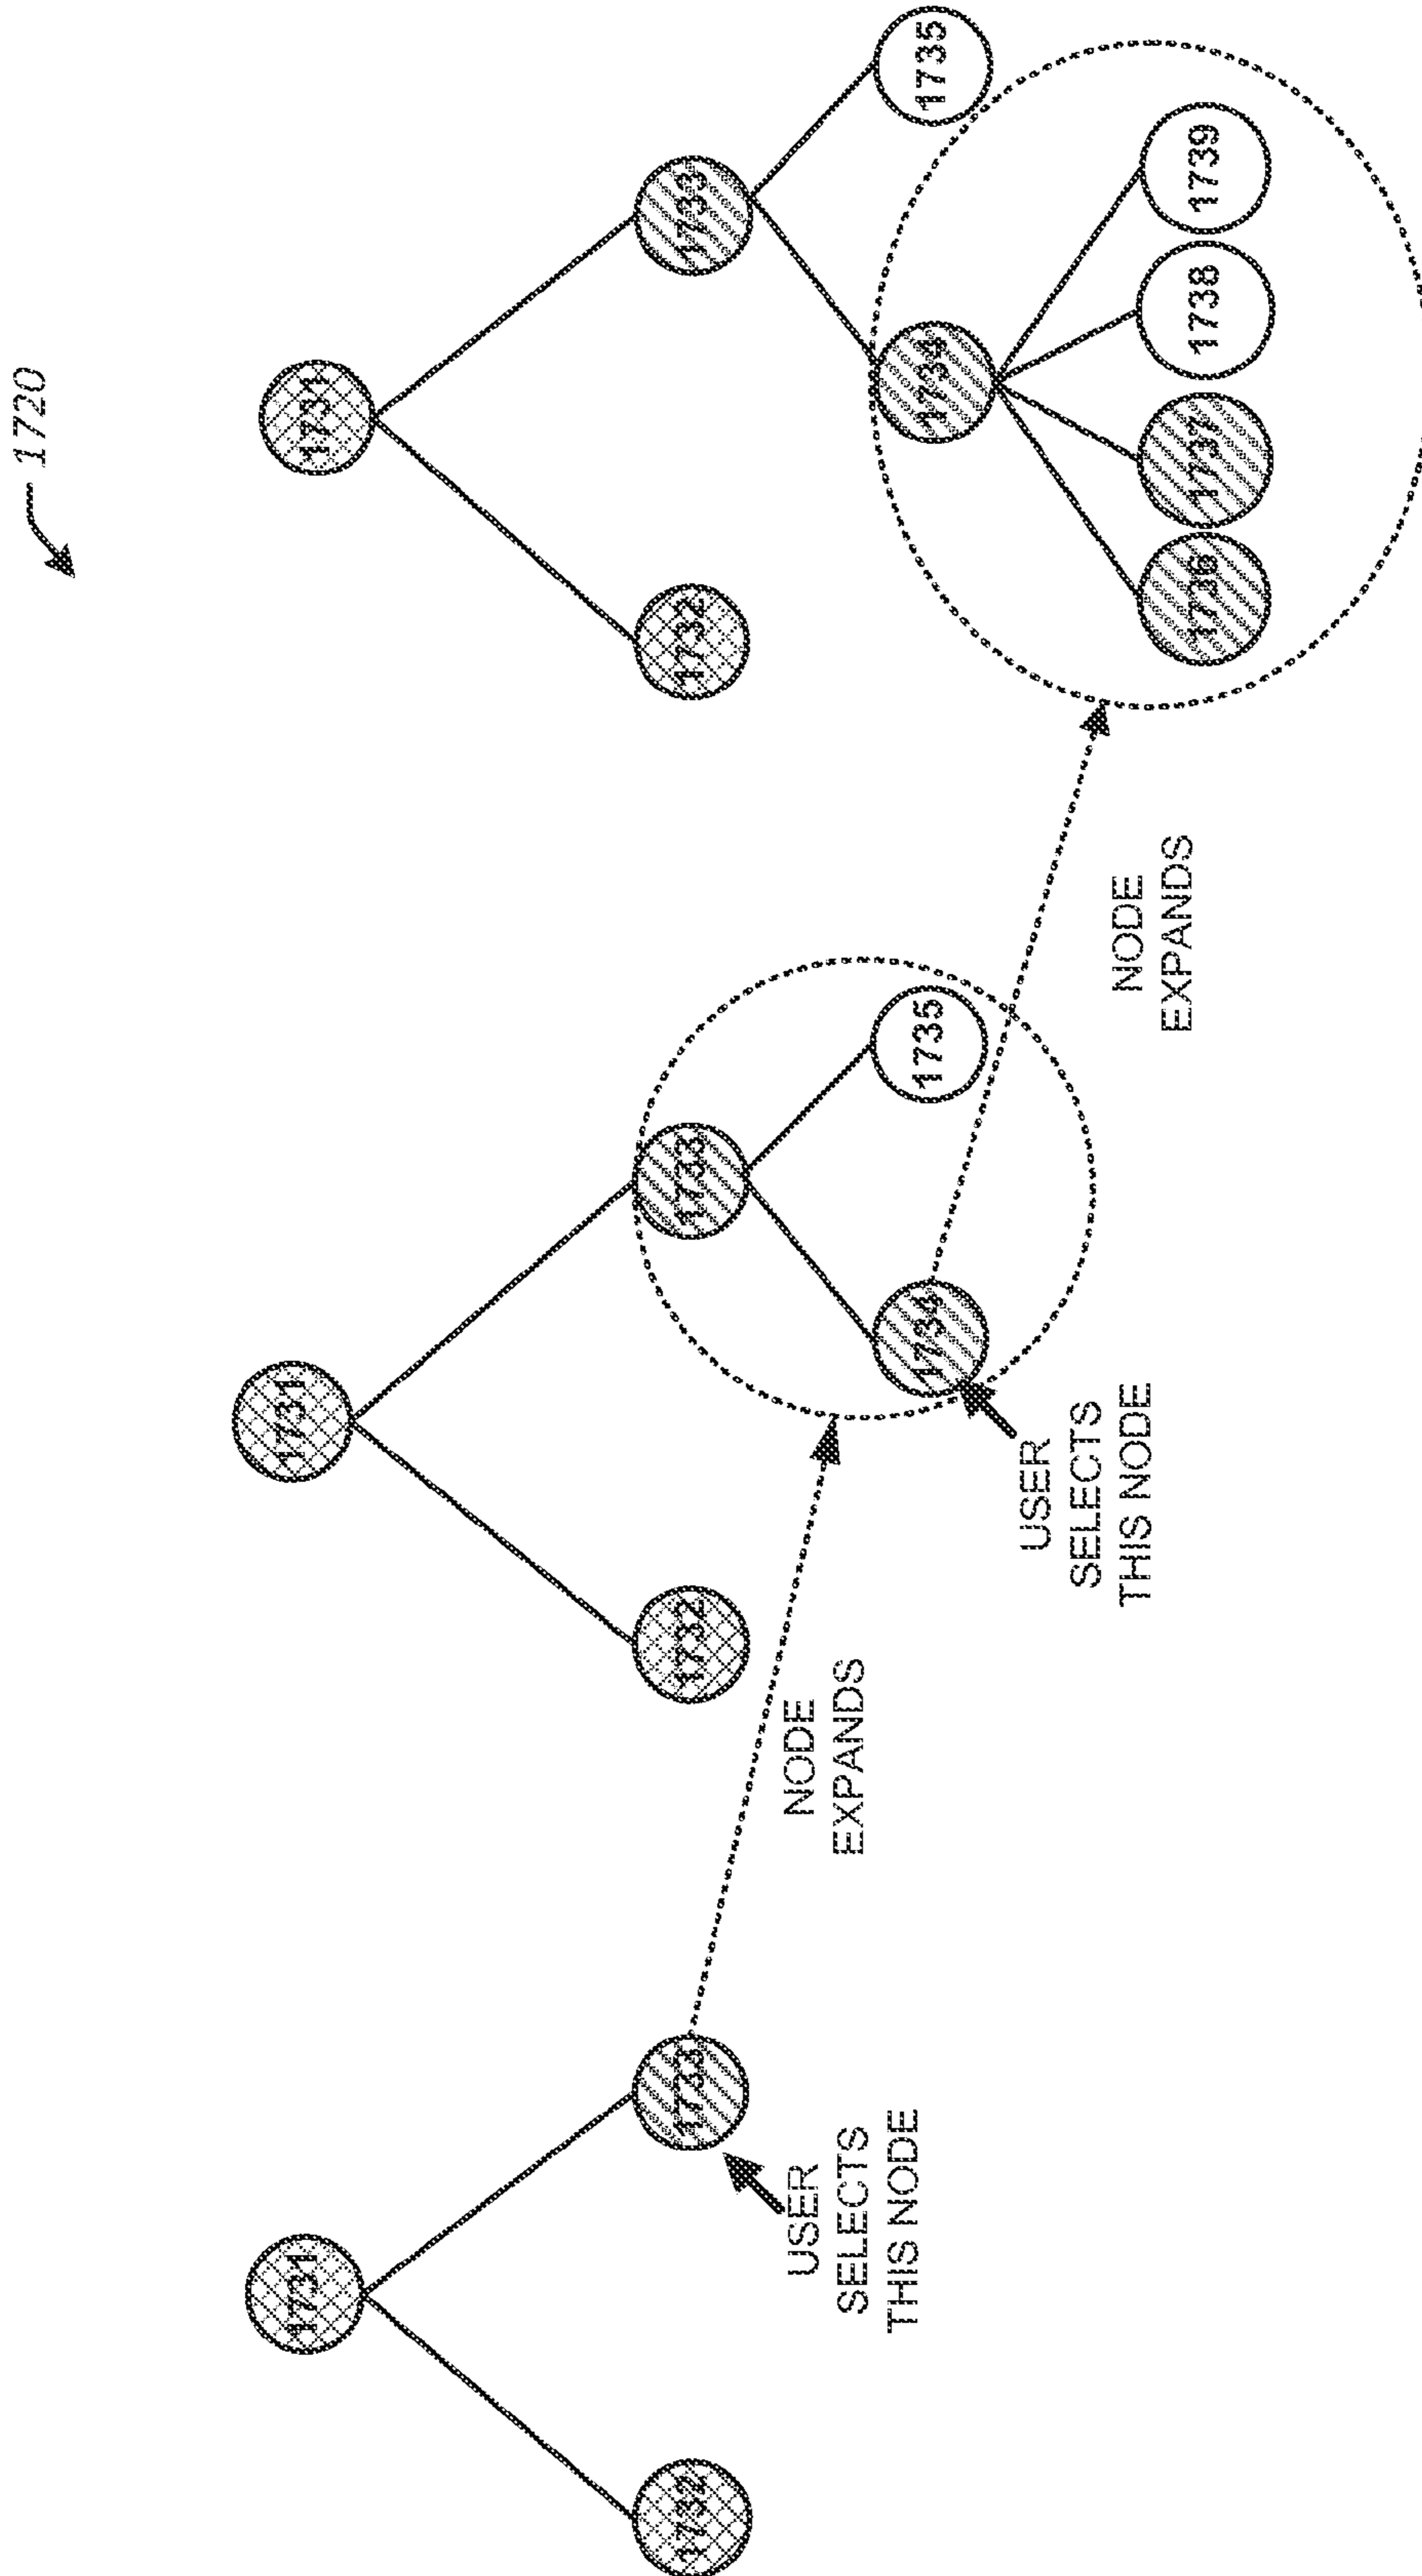 1720
1731
1732
1733
USER
SELECTS
THIS NODE
NODE
EXPANDS
1731
1732
1733
1734
1735
USER
SELECTS
THIS NODE
NODE
EXPANDS
1731
1732
1733
1734
1735
1736
1737
1738
1739